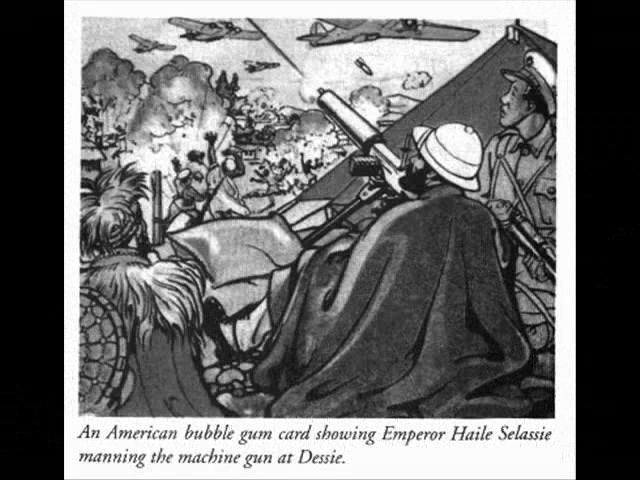 An American bubble gum card showing Emperor Haile Selassie
manning the machine gun at Dessie.